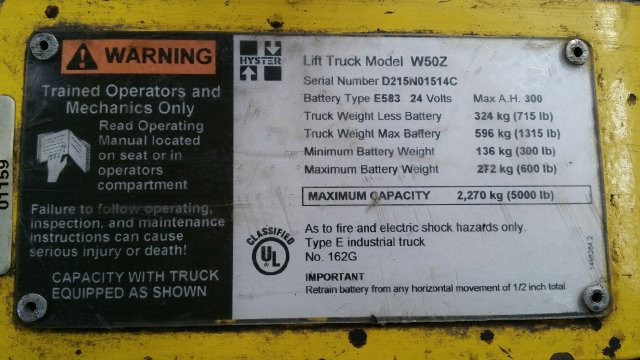 WARNING
Trained Operators and
Mechanics Only
Read Operating
Manual located
on seat or in
operators
compartment
Failure to follow operating,
inspection, and maintenance
instructions can cause
serious injury or death!
CAPACITY WITH TRUCK
EQUIPPED AS SHOWN
01159
HYSTER
Lift Truck Model W50Z
Serial Number D215N01514C
Battery Type E583 24 Volts Max A.H. 300
Truck Weight Less Battery 324 kg (715 lb)
Truck Weight Max Battery 596 kg (1315 lb)
Minimum Battery Weight 136 kg (300 lb)
Maximum Battery Weight 272 kg (600 lb)
MAXIMUM CAPACITY 2,270 kg (5000 lb)
CLASSIFIED
UL
As to fire and electric shock hazards only.
Type E industrial truck
No. 162G
IMPORTANT
Retrain battery from any horizontal movement of 1/2 inch total